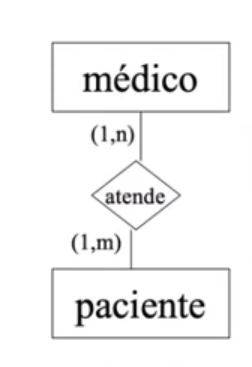 médico
(1,n)
atende
(1,m)
paciente